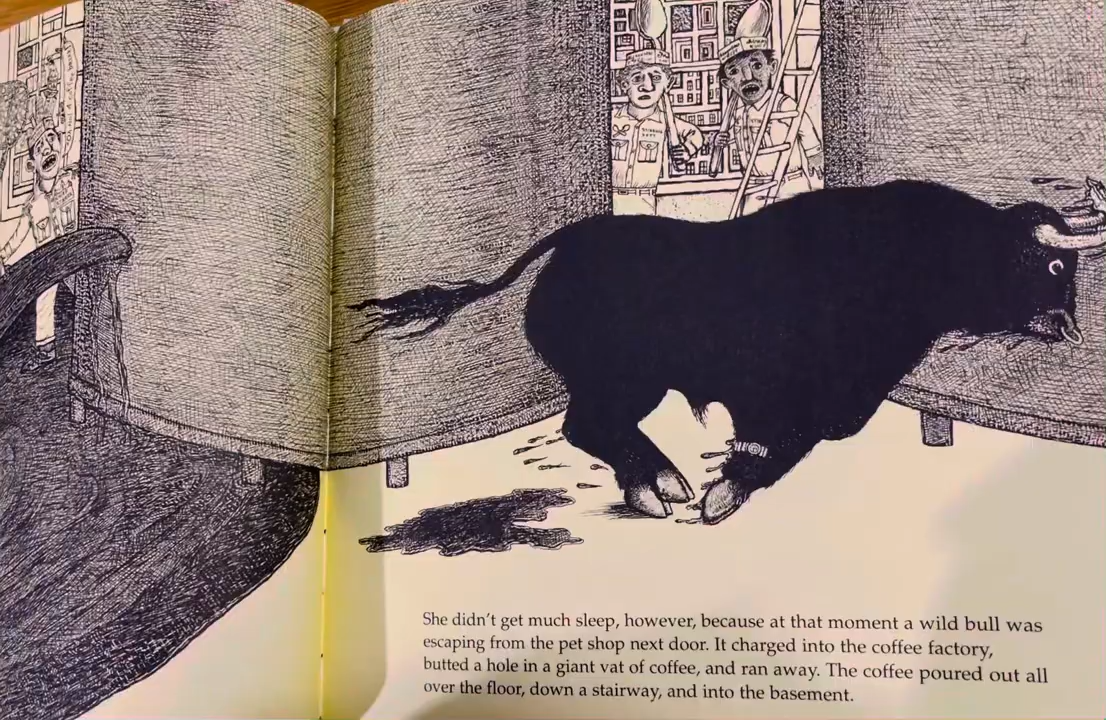 She didn't get much sleep, however, because at that moment a wild bull was
escaping from the pet shop next door. It charged into the coffee factory,
butted a hole in a giant vat of coffee, and ran away. The coffee poured out all
over the floor, down a stairway, and into the basement.